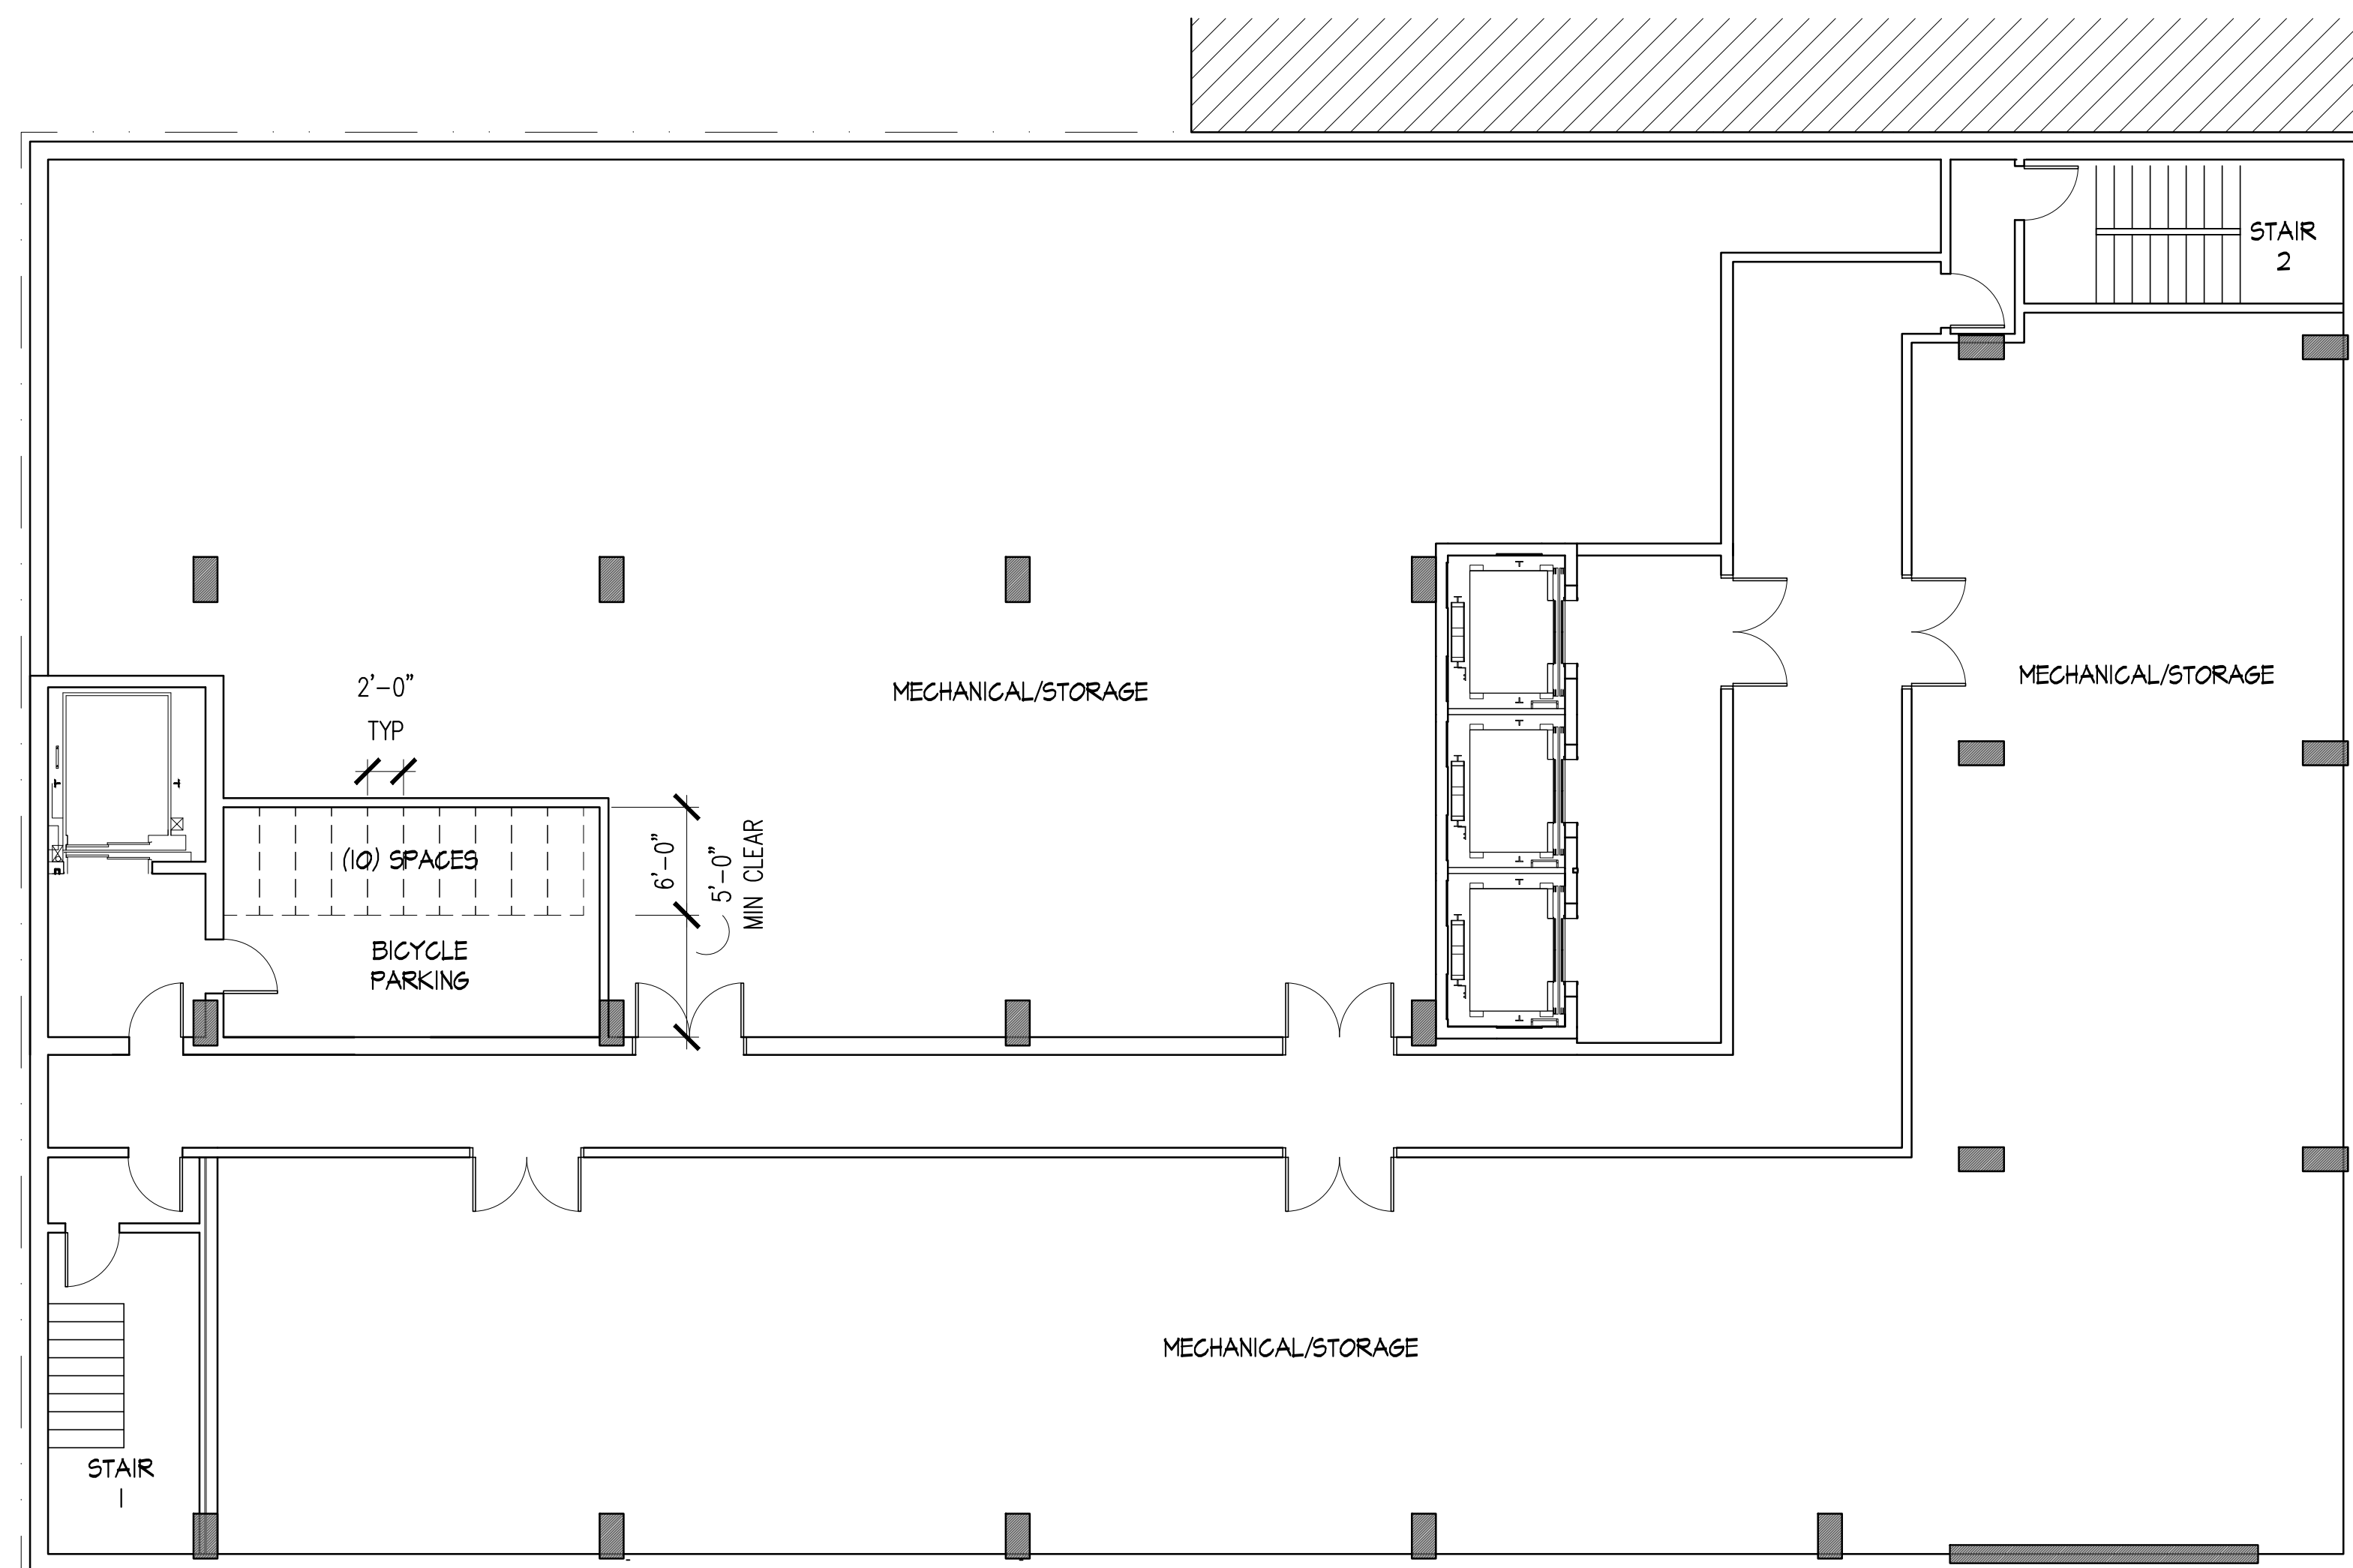 STAIR
2
2'-0"
TYP
MECHANICAL/STORAGE
MECHANICAL/STORAGE
(10) SPACES
6'-0"
5'-0"
MIN CLEAR
BICYCLE
PARKING
MECHANICAL/STORAGE
STAIR
1